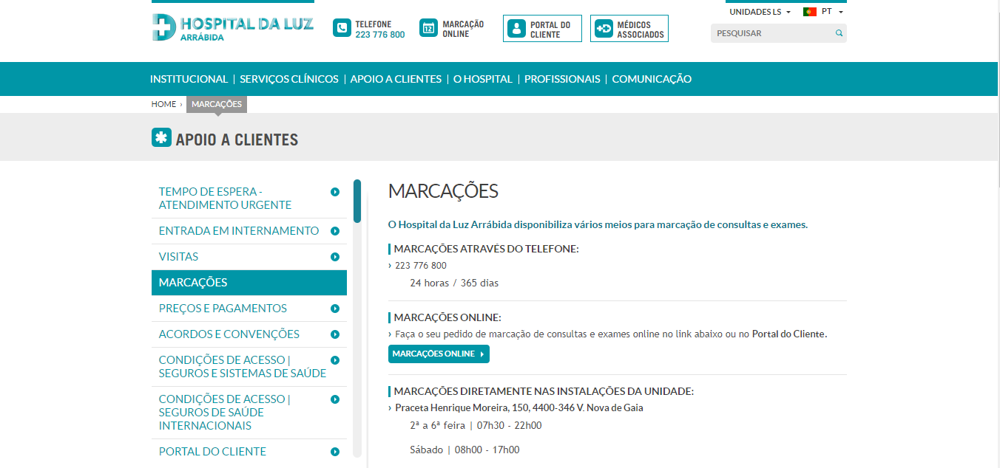 HOSPITAL DA LUZ
ARRÁBIDA
TELEFONE
223 776 800
12
MARCAÇÃO
ONLINE
PORTAL DO
CLIENTE
MÉDICOS
ASSOCIADOS
UNIDADES LS
PT
PESQUISAR
INSTITUCIONAL | SERVIÇOS CLÍNICOS | APOIO A CLIENTES | O HOSPITAL | PROFISSIONAIS | COMUNICAÇÃO
HOME › MARCAÇÕES
APOIO A CLIENTES
TEMPO DE ESPERA -
ATENDIMENTO URGENTE
ENTRADA EM INTERNAMENTO
VISITAS
MARCAÇÕES
PREÇOS E PAGAMENTOS
ACORDOS E CONVENÇÕES
CONDIÇÕES DE ACESSO |
SEGUROS E SISTEMAS DE SAÚDE
CONDIÇÕES DE ACESSO |
SEGUROS DE SAÚDE
INTERNACIONAIS
PORTAL DO CLIENTE
MARCAÇÕES
O Hospital da Luz Arrábida disponibiliza vários meios para marcação de consultas e exames.
MARCAÇÕES ATRAVÉS DO TELEFONE:
› 223 776 800
24 horas / 365 dias
MARCAÇÕES ONLINE:
› Faça o seu pedido de marcação de consultas e exames online no link abaixo ou no Portal do Cliente.
MARCAÇÕES ONLINE
MARCAÇÕES DIRETAMENTE NAS INSTALAÇÕES DA UNIDADE:
› Praceta Henrique Moreira, 150, 4400-346 V. Nova de Gaia
2ª a 6ª feira | 07h30 - 22h00
Sábado | 08h00 - 17h00